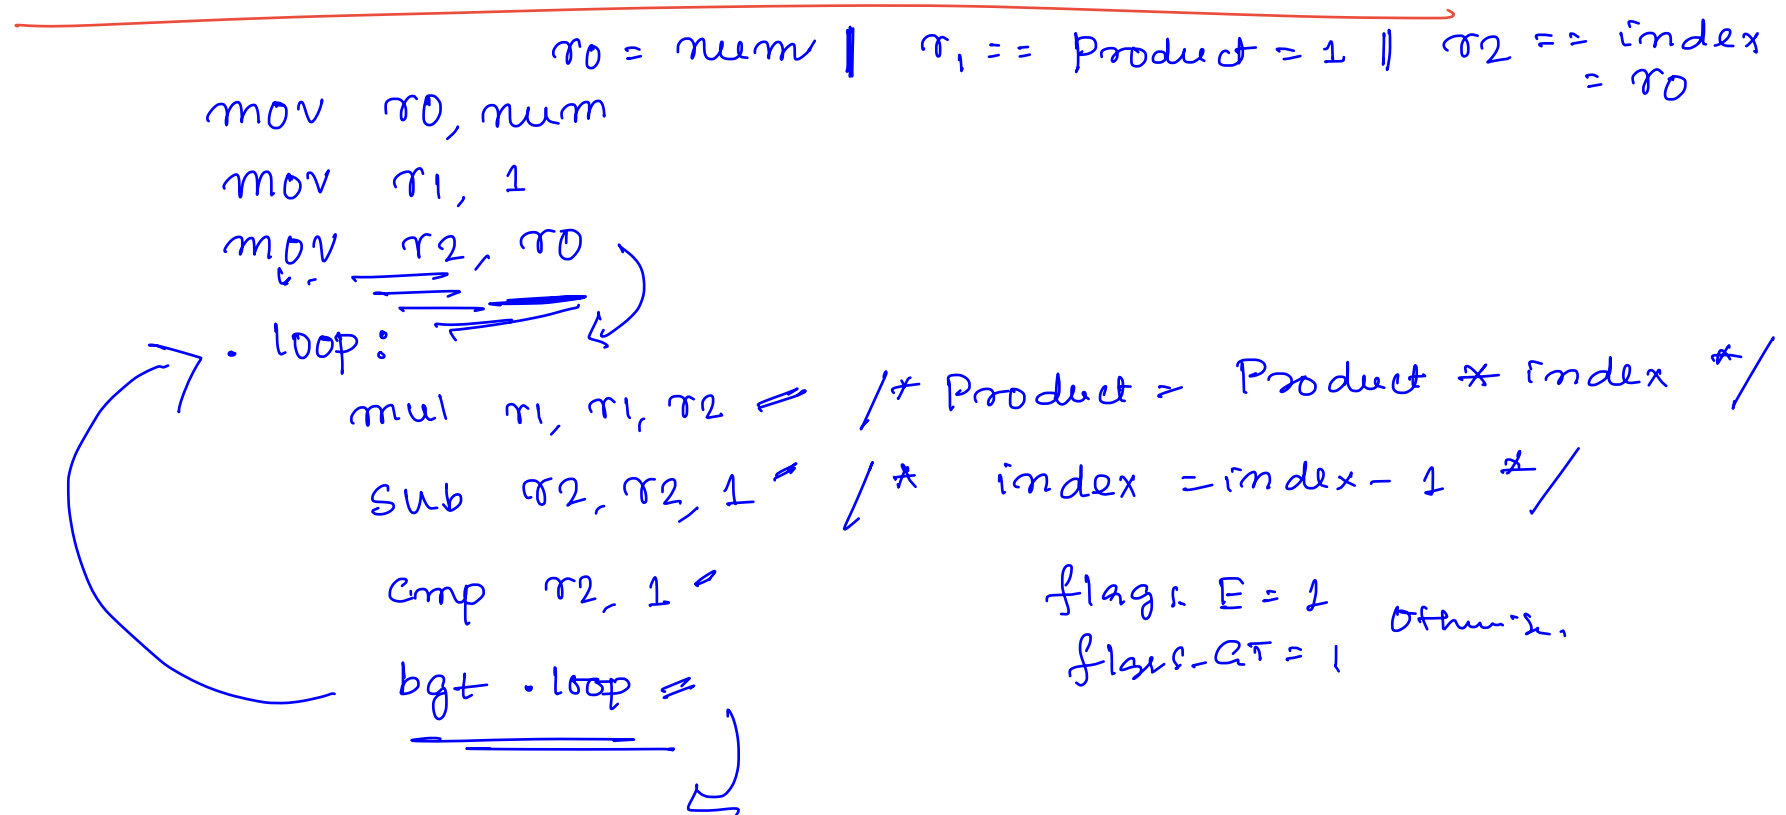 r0 = num || r1 == Product = 1 || r2 == index
= r0
mov r0, num
mov r1, 1
mov r2, r0
.loop:
mul r1, r1, r2 /* Product = Product * index */
sub r2, r2, 1 /* index = index - 1 */
cmp r2, 1 flags. E = 1
flags. GT = 1 Otherwise.
bgt .loop